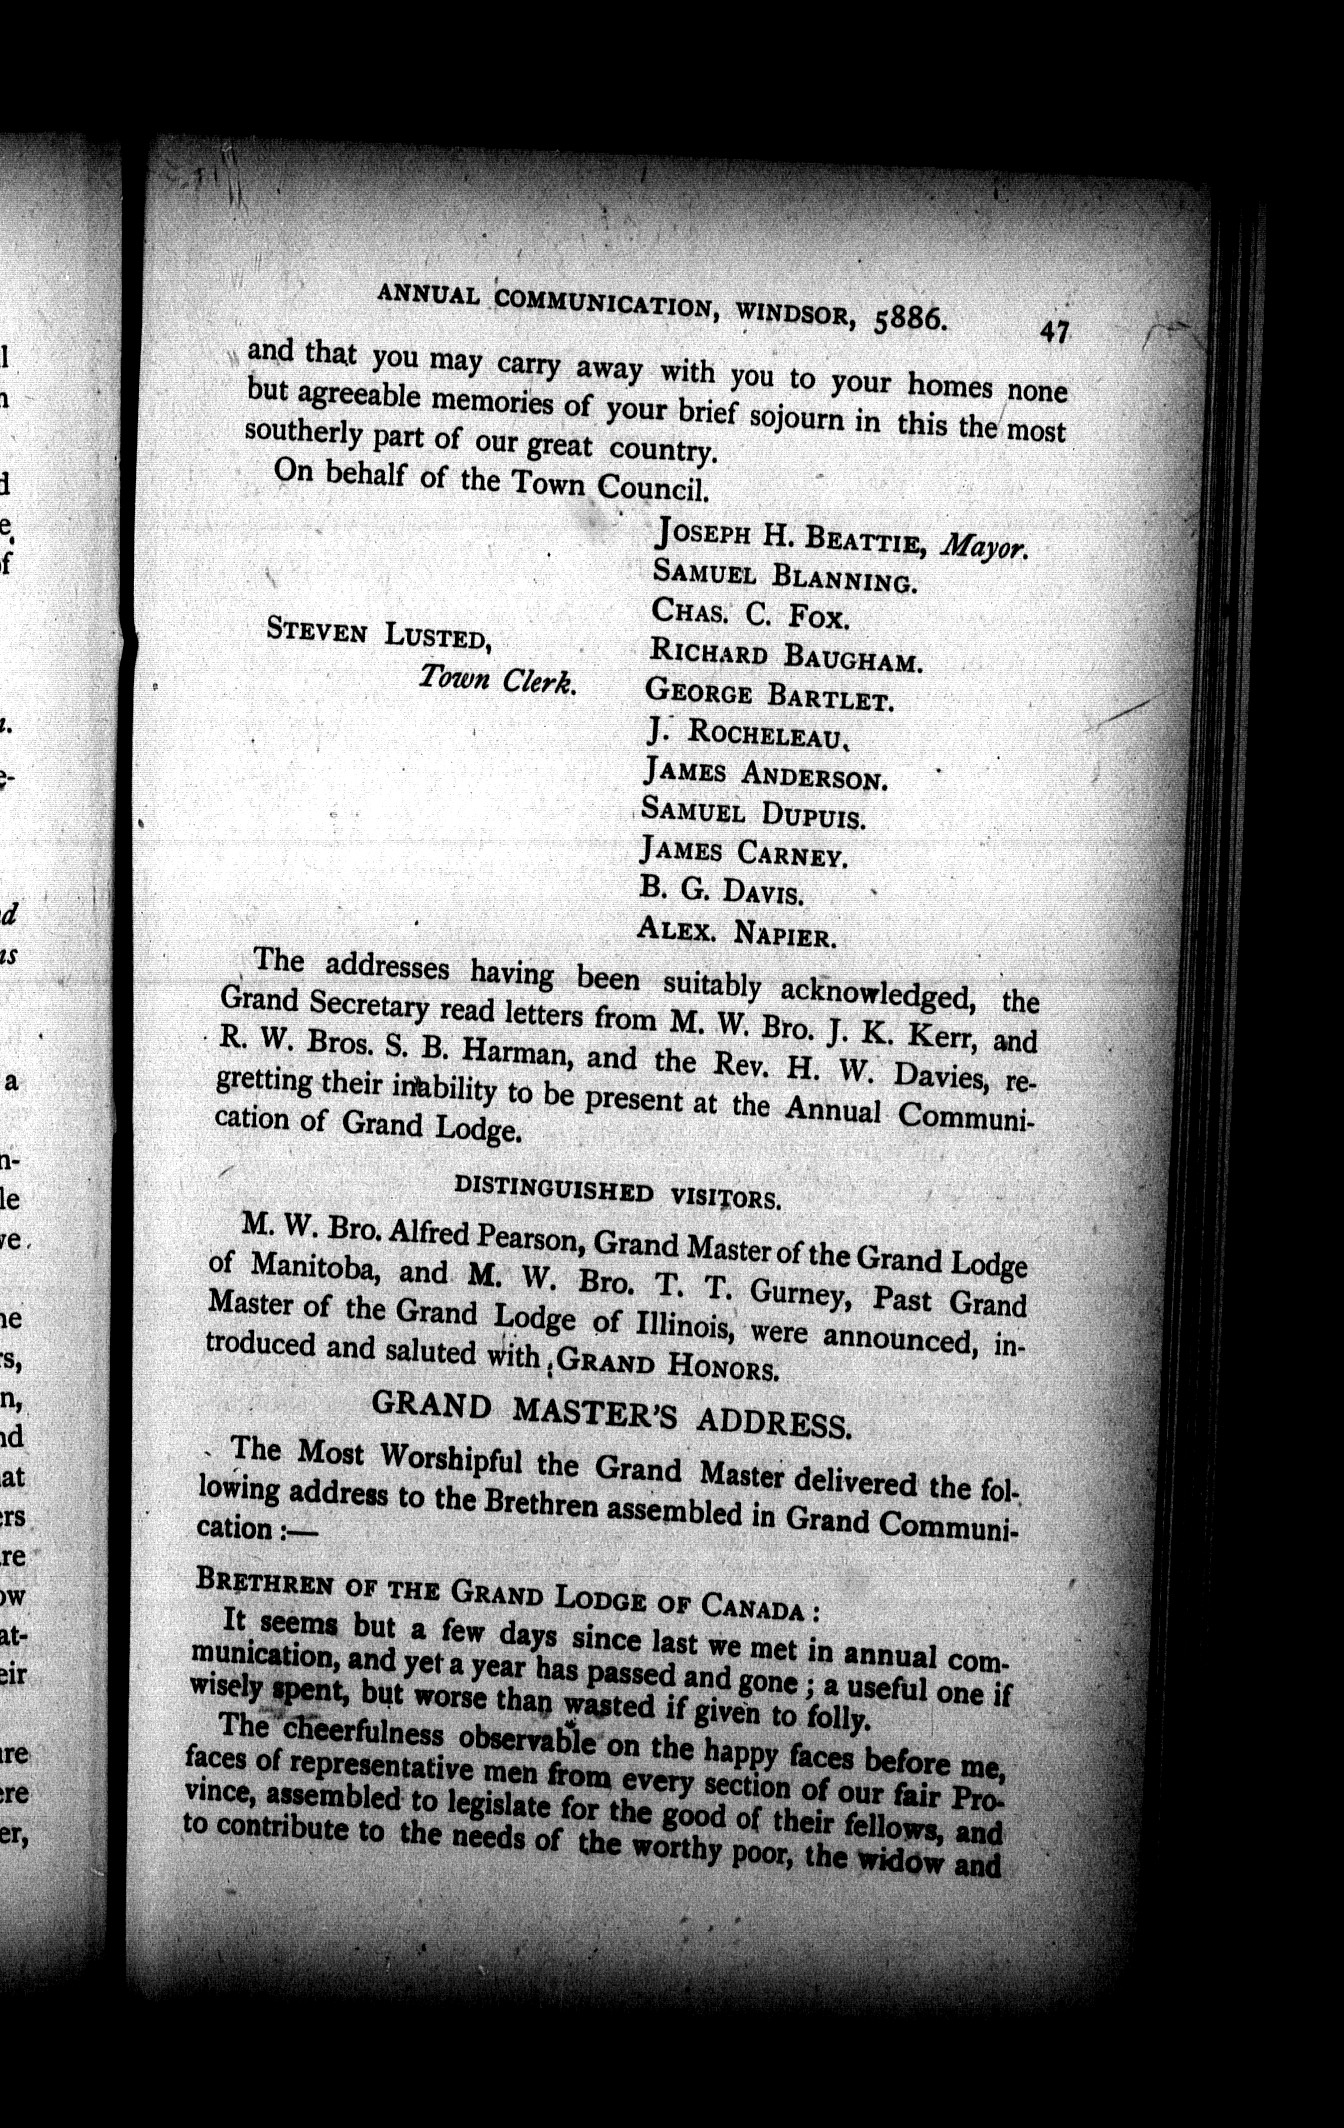 ANNUAL COMMUNICATION, WINDSOR, 5886. 47
and that you may carry away with you to your homes none
but agreeable memories of your brief sojourn in this the most
southerly part of our great country.
On behalf of the Town Council.
JOSEPH H. BEATTIE, Mayor.
SAMUEL BLANNING.
CHAS. C. FOX.
STEVEN LUSTED,
RICHARD BAUGHAM.
Town Clerk.
GEORGE BARTLET.
J. ROCHELEAU.
JAMES ANDERSON.
SAMUEL DUPUIS.
JAMES CARNEY.
B. G. DAVIS.
ALEX. NAPIER.
The addresses having been suitably acknowledged, the
Grand Secretary read letters from M. W. Bro. J. K. Kerr, and
R. W. Bros. S. B. Harman, and the Rev. H. W. Davies, re-
gretting their inability to be present at the Annual Communi-
cation of Grand Lodge.
DISTINGUISHED VISITORS.
M. W. Bro. Alfred Pearson, Grand Master of the Grand Lodge
of Manitoba, and M. W. Bro. T. T. Gurney, Past Grand
Master of the Grand Lodge of Illinois, were announced, in-
troduced and saluted with GRAND HONORS.
GRAND MASTER'S ADDRESS.
The Most Worshipful the Grand Master delivered the fol-
lowing address to the Brethren assembled in Grand Communi-
cation :—
BRETHREN OF THE GRAND LODGE OF CANADA :
It seems but a few days since last we met in annual com-
munication, and yet a year has passed and gone ; a useful one if
wisely spent, but worse than wasted if given to folly.
The cheerfulness observable on the happy faces before me,
faces of representative men from every section of our fair Pro-
vince, assembled to legislate for the good of their fellows, and
to contribute to the needs of the worthy poor, the widow and